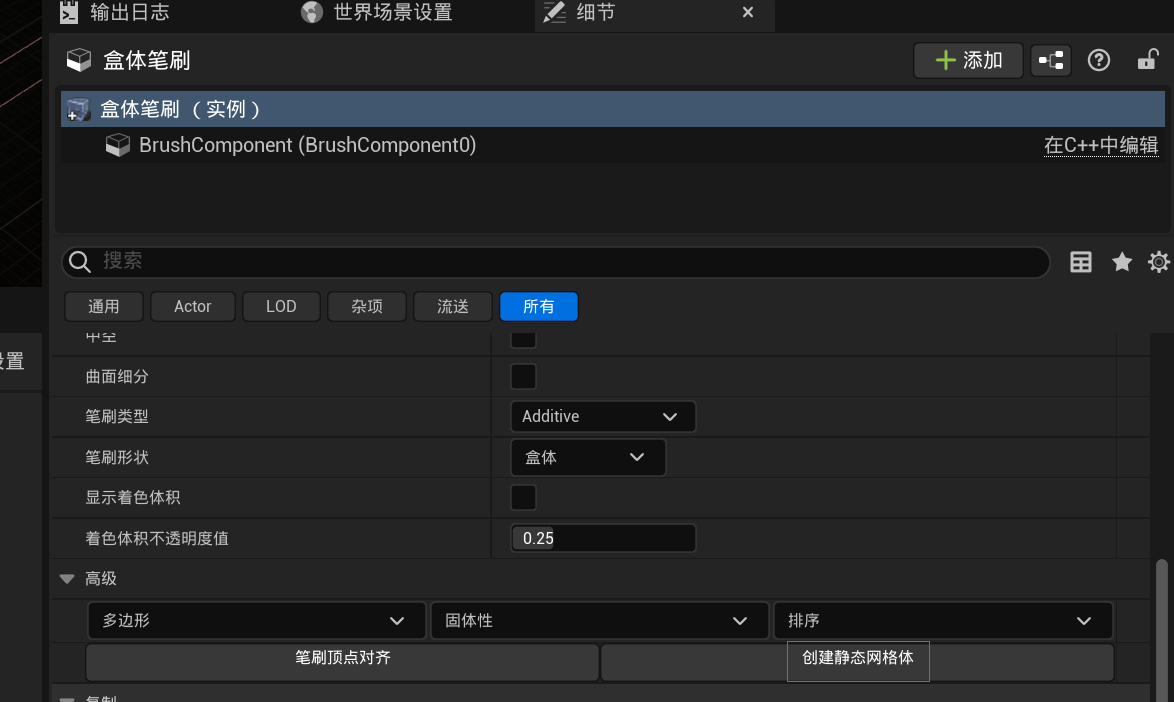 输出日志
世界场景设置
细节
盒体笔刷
添加
盒体笔刷 （实例）
BrushComponent (BrushComponent0)
在C++中编辑
搜索
通用
Actor
LOD
杂项
流送
所有
设置
中空
曲面细分
笔刷类型
Additive
笔刷形状
盒体
显示着色体积
着色体积不透明度值
0.25
高级
多边形
固体性
排序
笔刷顶点对齐
创建静态网格体
复制